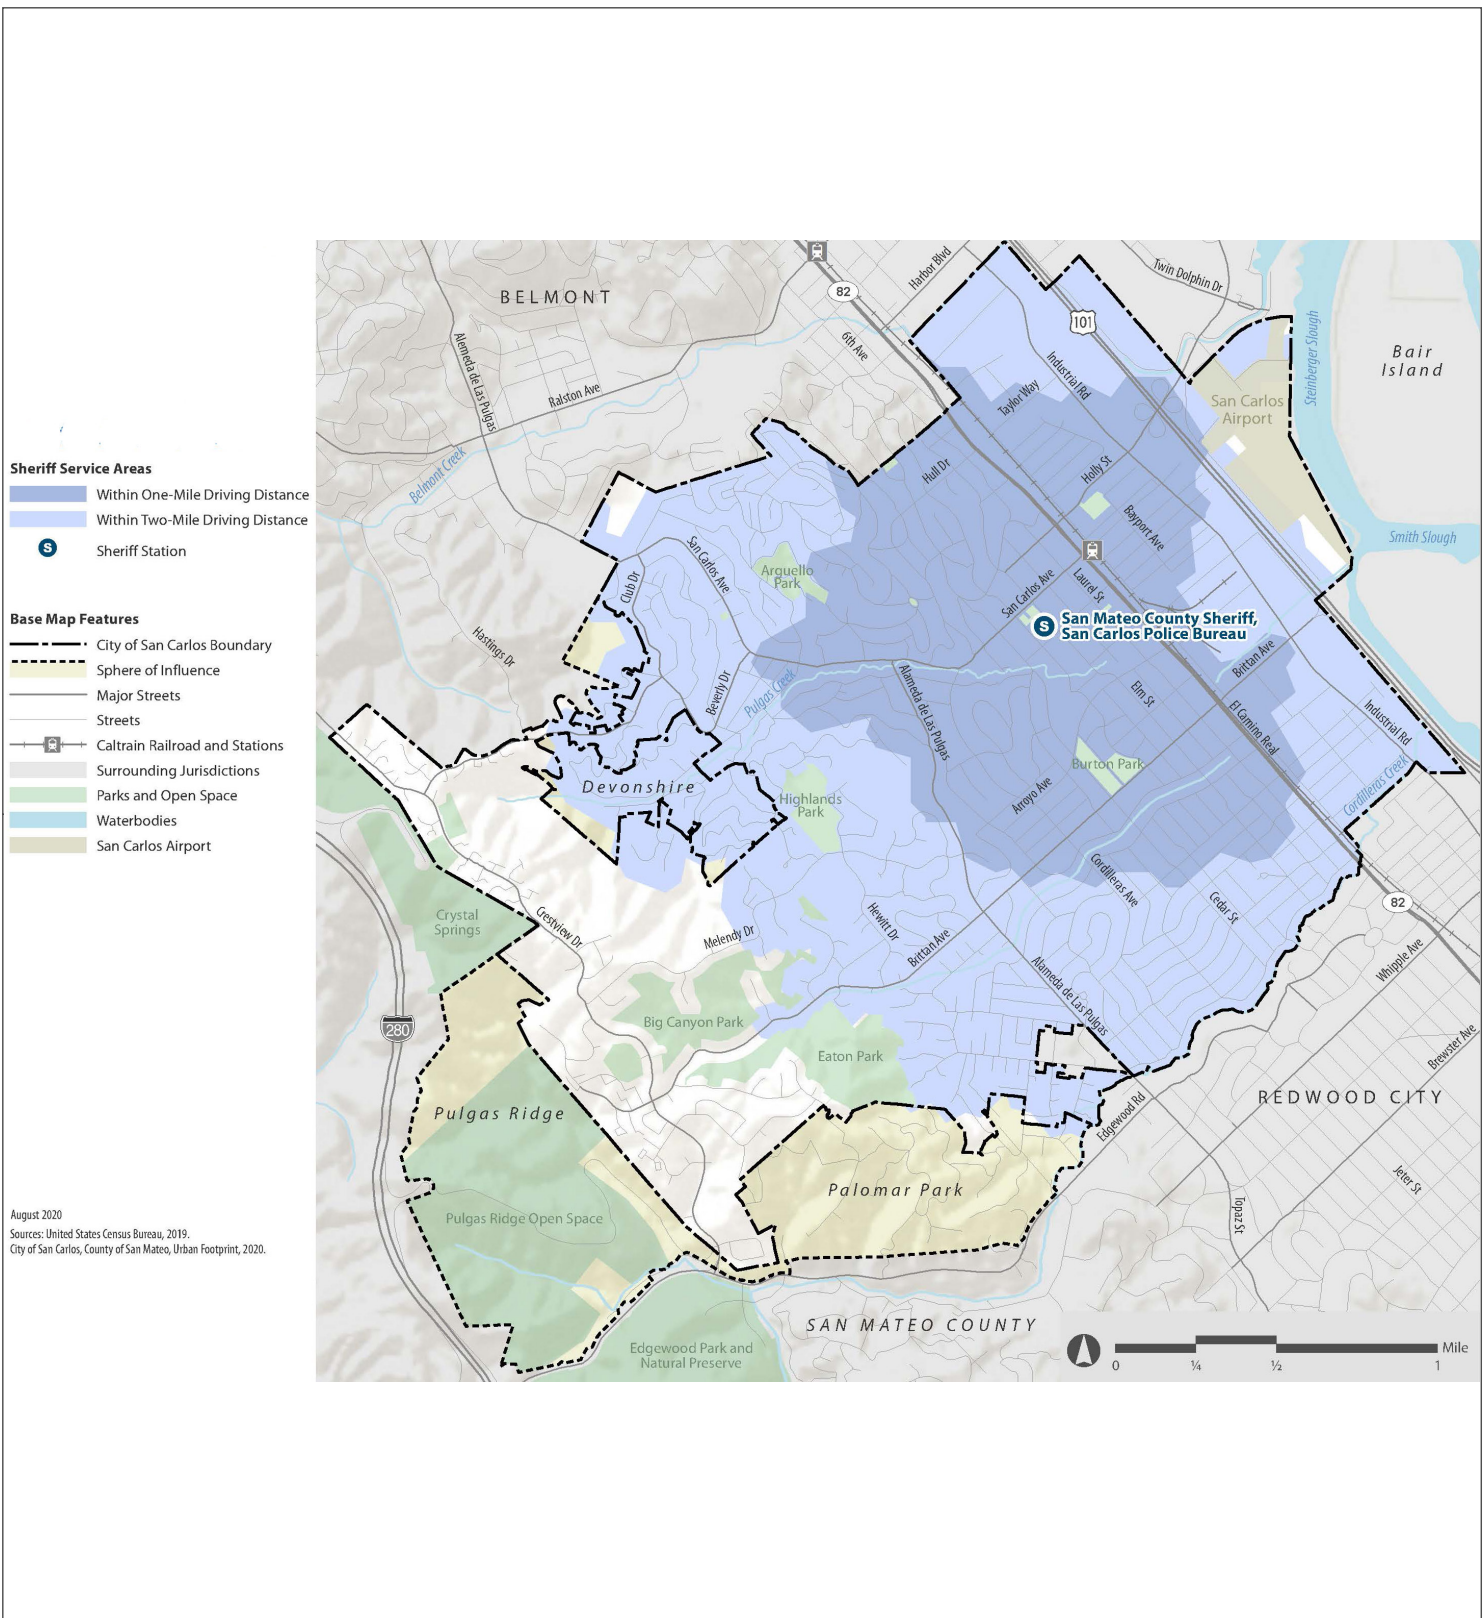 Sheriff Service Areas
Within One-Mile Driving Distance
Within Two-Mile Driving Distance
S
Sheriff Station
Base Map Features
City of San Carlos Boundary
Sphere of Influence
Major Streets
Streets
Caltrain Railroad and Stations
Surrounding Jurisdictions
Parks and Open Space
Waterbodies
San Carlos Airport
August 2020
Sources: United States Census Bureau, 2019.
City of San Carlos, County of San Mateo, Urban Footprint, 2020.
BELMONT
82
Harbor Blvd
Twin Dolphin Dr
101
6th Ave
Alameda de Las Pulgas
Ralston Ave
Belmont Creek
Industrial Rd
Taylor Way
Steinberger Slough
Bair
Island
San Carlos
Airport
Hull Dr
Holly St
Bayport Ave
Smith Slough
San Carlos Ave
Arguello
Park
Club Dr
San Carlos Ave
Laurel St
S
San Mateo County Sheriff,
San Carlos Police Bureau
Hastings Dr
Beverly Dr
Pulgas Creek
Alameda de Las Pulgas
Brittan Ave
Elm St
El Camino Real
Industrial Rd
Devonshire
Highlands
Park
Burton Park
Arroyo Ave
Cordilleras Creek
Cordilleras Ave
Cedar St
82
Crystal
Springs
Crestview Dr
Melendy Dr
Hewitt Dr
Brittan Ave
Whipple Ave
Alameda de Las Pulgas
280
Big Canyon Park
Eaton Park
Brewster Ave
Pulgas Ridge
REDWOOD CITY
Edgewood Rd
Palomar Park
Jeter St
Topaz St
Pulgas Ridge Open Space
SAN MATEO COUNTY
Edgewood Park and
Natural Preserve
0 ¼ ½ 1 Mile